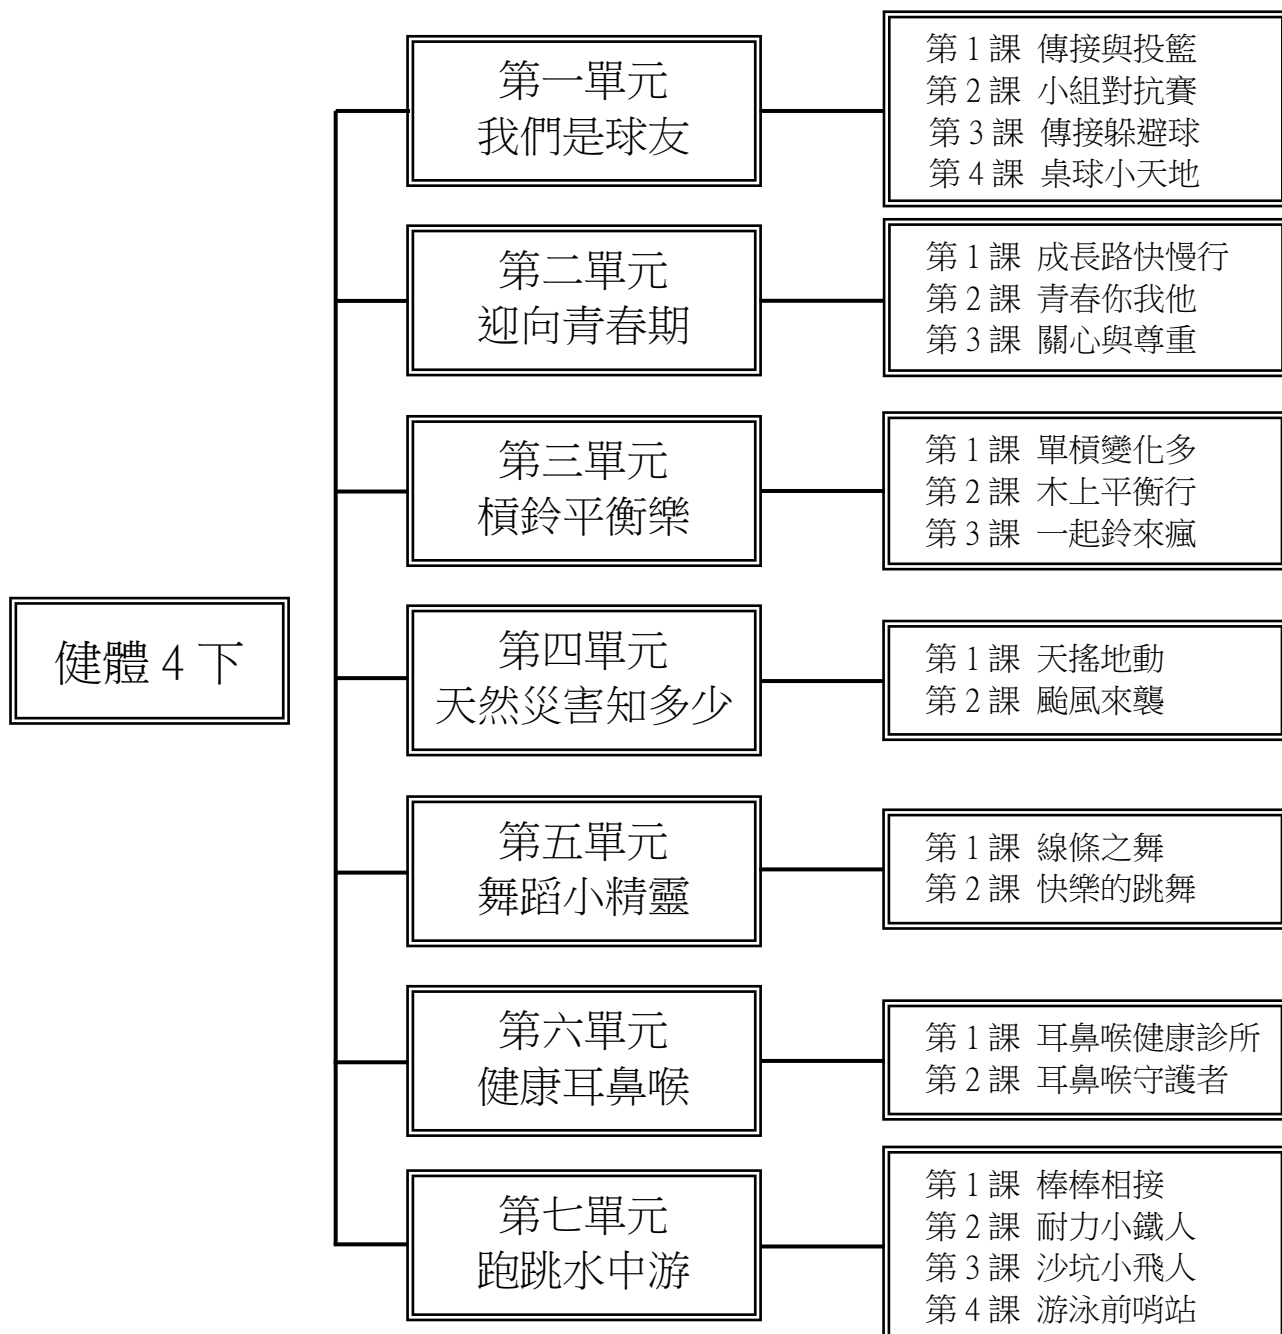 健體 4 下
第一單元
我們是球友
第 1 課 傳接與投籃
第 2 課 小組對抗賽
第 3 課 傳接躲避球
第 4 課 桌球小天地
第二單元
迎向青春期
第 1 課 成長路快慢行
第 2 課 青春你我他
第 3 課 關心與尊重
第三單元
槓鈴平衡樂
第 1 課 單槓變化多
第 2 課 木上平衡行
第 3 課 一起鈴來瘋
第四單元
天然災害知多少
第 1 課 天搖地動
第 2 課 颱風來襲
第五單元
舞蹈小精靈
第 1 課 線條之舞
第 2 課 快樂的跳舞
第六單元
健康耳鼻喉
第 1 課 耳鼻喉健康診所
第 2 課 耳鼻喉守護者
第七單元
跑跳水中游
第 1 課 棒棒相接
第 2 課 耐力小鐵人
第 3 課 沙坑小飛人
第 4 課 游泳前哨站